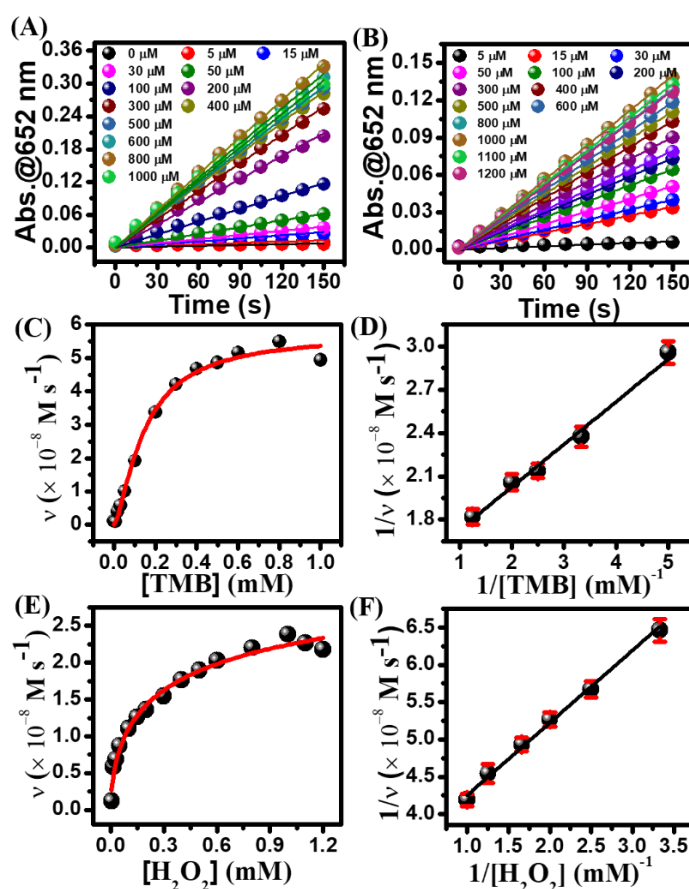 (A)
0 μM 5 μM 15 μM
30 μM 50 μM
100 μM 200 μM
300 μM 400 μM
500 μM
600 μM
800 μM
1000 μM
0.36
0.30
0.24
0.18
0.12
0.06
0.00
Abs.@652 nm
0 30 60 90 120 150
Time (s)
(B)
5 μM 15 μM 30 μM
50 μM 100 μM 200 μM
300 μM 400 μM
500 μM 600 μM
800 μM
1000 μM
1100 μM
1200 μM
0.15
0.12
0.09
0.06
0.03
0.00
Abs.@652 nm
0 30 60 90 120 150
Time (s)
(C)
6
5
4
3
2
1
0
ν (× 10⁻⁸ M s⁻¹)
0.0 0.2 0.4 0.6 0.8 1.0
[TMB] (mM)
(D)
3.0
2.7
2.4
2.1
1.8
1/ν (× 10⁻⁸ M s⁻¹)
1 2 3 4 5
1/[TMB] (mM)⁻¹
(E)
2.5
2.0
1.5
1.0
0.5
0.0
ν (× 10⁻⁸ M s⁻¹)
0.0 0.3 0.6 0.9 1.2
[H₂O₂] (mM)
(F)
6.5
6.0
5.5
5.0
4.5
4.0
1/ν (× 10⁻⁸ M s⁻¹)
1.0 1.5 2.0 2.5 3.0 3.5
1/[H₂O₂] (mM)⁻¹